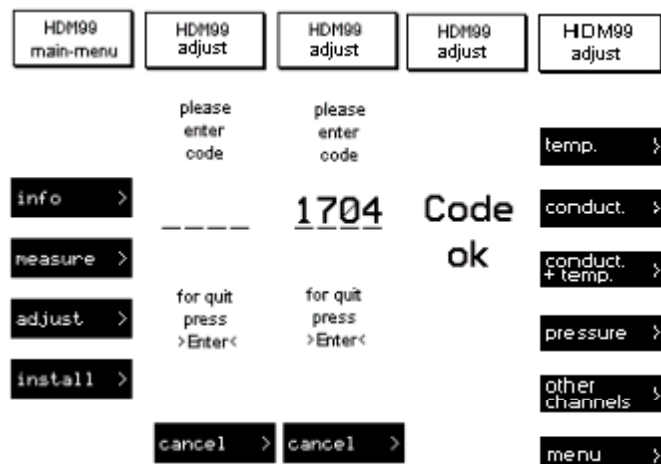 HDM99
main-menu
info >
measure >
adjust >
install >
HDM99
adjust
please
enter
code
_ _ _ _
for quit
press
>Enter<
cancel >
HDM99
adjust
please
enter
code
1704
for quit
press
>Enter<
cancel >
HDM99
adjust
Code
ok
HDM99
adjust
temp. >
conduct. >
conduct.
+ temp. >
pressure >
other
channels >
menu >